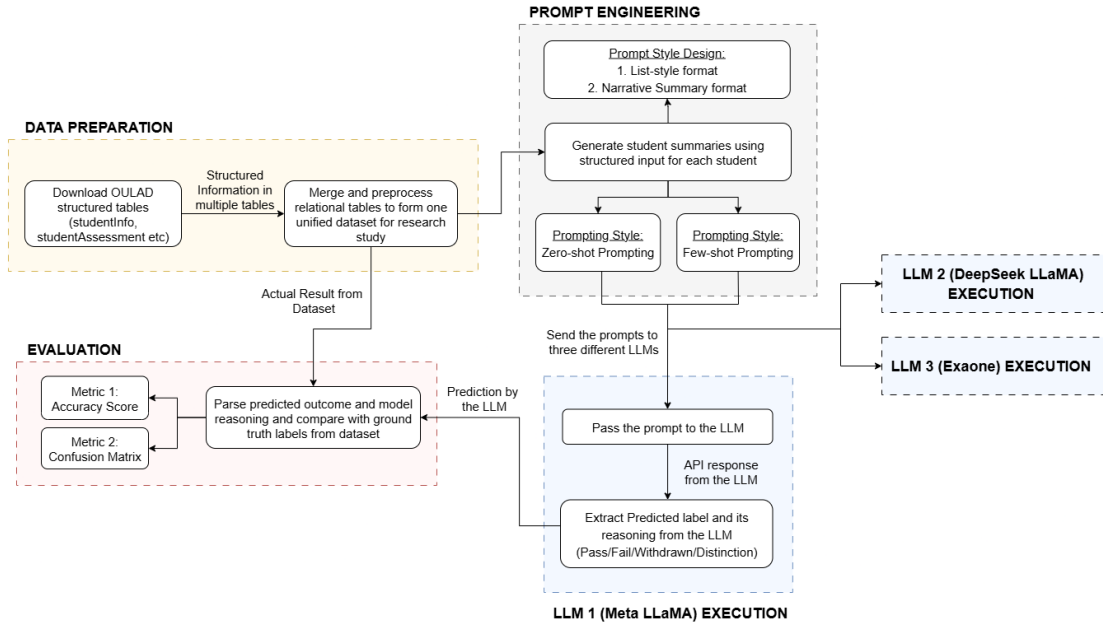 PROMPT ENGINEERING
Prompt Style Design:
1. List-style format
2. Narrative Summary format
Generate student summaries using
structured input for each student
Prompting Style:
Zero-shot Prompting
Prompting Style:
Few-shot Prompting
DATA PREPARATION
Download OULAD
structured tables
(studentInfo,
studentAssessment etc)
Structured
Information in
multiple tables
Merge and preprocess
relational tables to form one
unified dataset for research
study
Actual Result from
Dataset
Send the prompts to
three different LLMs
LLM 2 (DeepSeek LLaMA)
EXECUTION
LLM 3 (Exaone) EXECUTION
EVALUATION
Metric 1:
Accuracy Score
Metric 2:
Confusion Matrix
Parse predicted outcome and model
reasoning and compare with ground
truth labels from dataset
Prediction by
the LLM
Pass the prompt to the LLM
API response
from the LLM
Extract Predicted label and its
reasoning from the LLM
(Pass/Fail/Withdrawn/Distinction)
LLM 1 (Meta LLaMA) EXECUTION